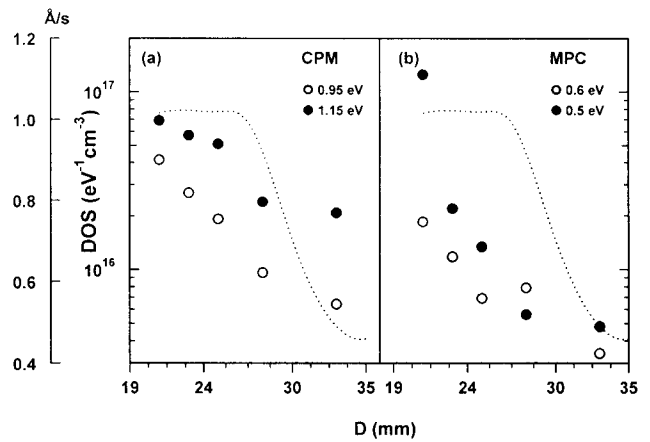 Å/s
1.2
1.0
0.8
0.6
0.4
DOS (eV⁻¹cm⁻³)
10¹⁷
10¹⁶
(a)
CPM
0.95 eV
1.15 eV
(b)
MPC
0.6 eV
0.5 eV
19 24 30 35 19 24 30 35
D (mm)